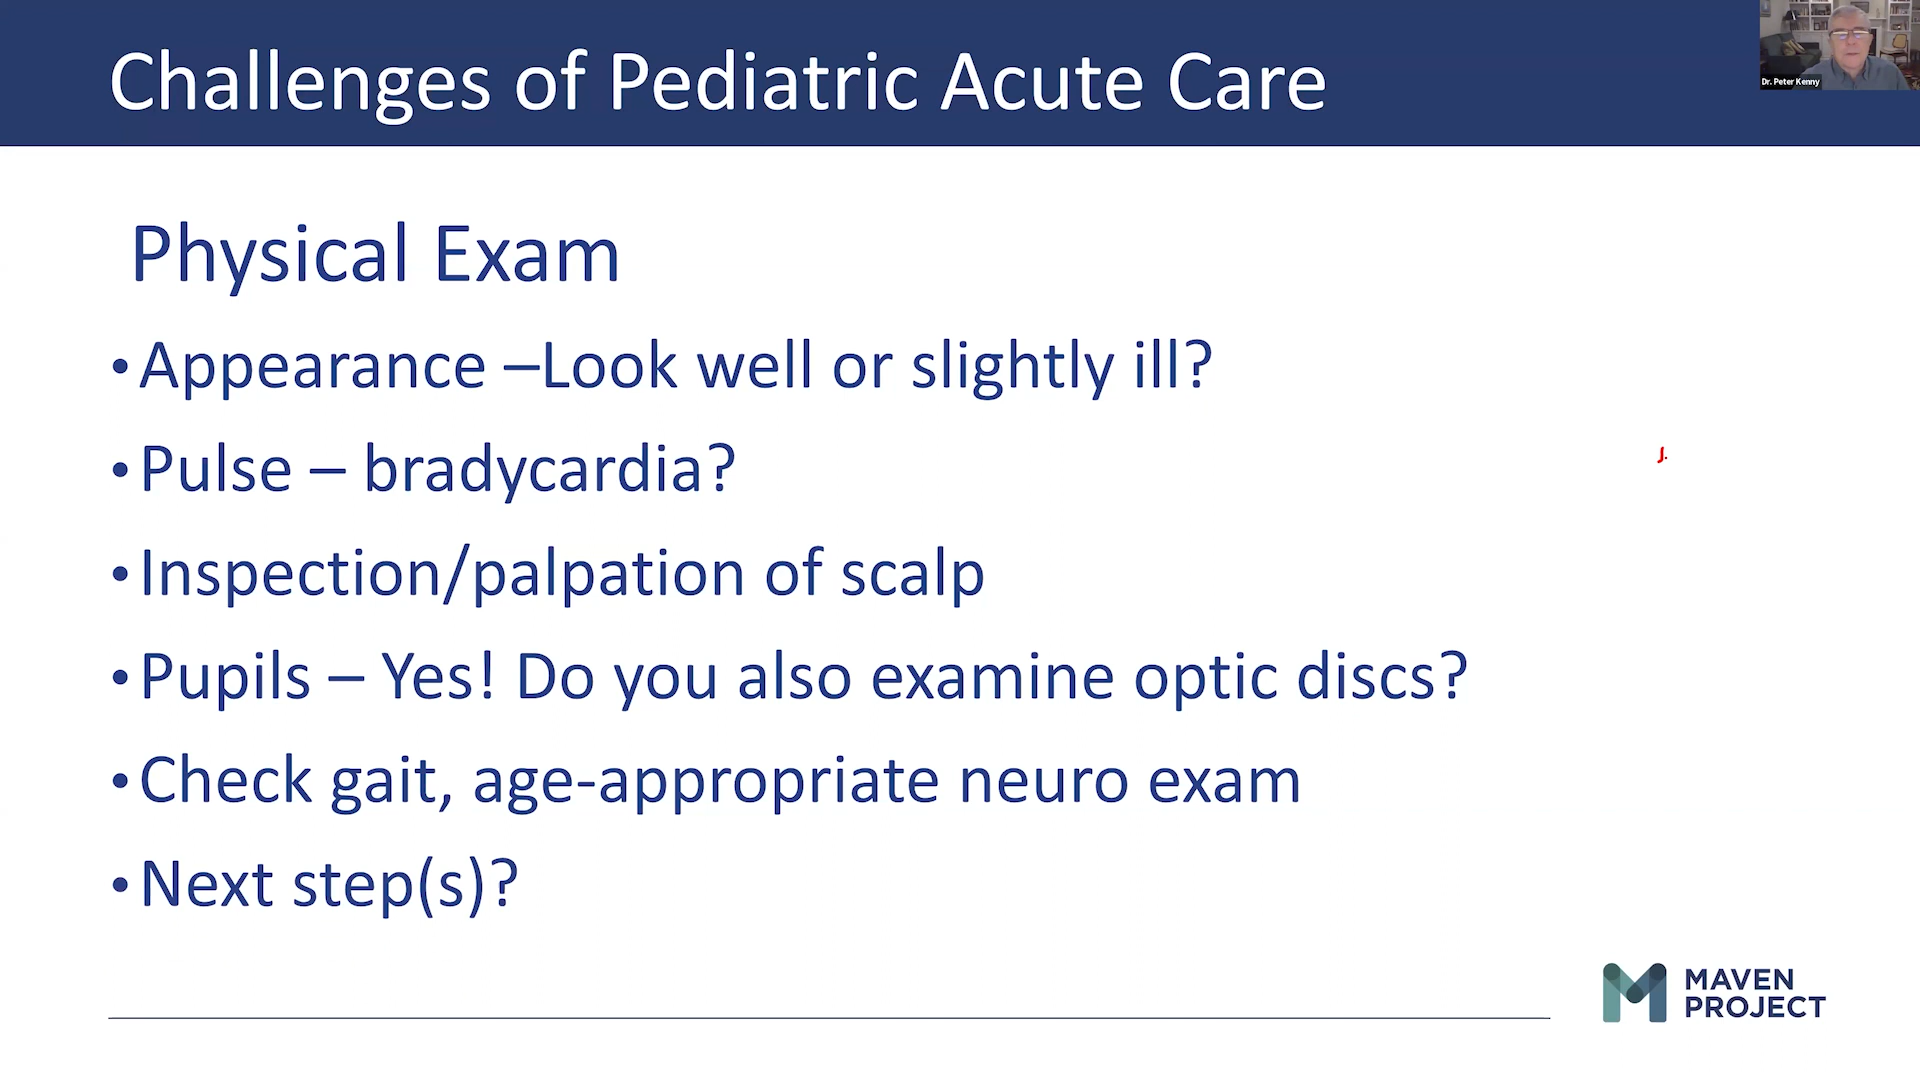 Challenges of Pediatric Acute Care
Dr. Peter Kenny
Physical Exam
•Appearance –Look well or slightly ill?
•Pulse – bradycardia?
•Inspection/palpation of scalp
•Pupils – Yes! Do you also examine optic discs?
•Check gait, age-appropriate neuro exam
•Next step(s)?
MAVEN
PROJECT